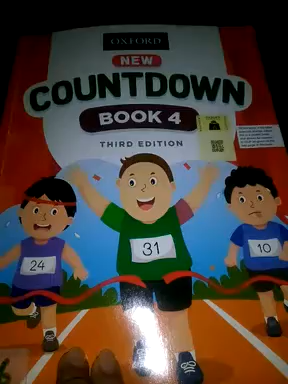 OXFORD
NEW
COUNTDOWN
BOOK 4
THIRD EDITION
24
31
10